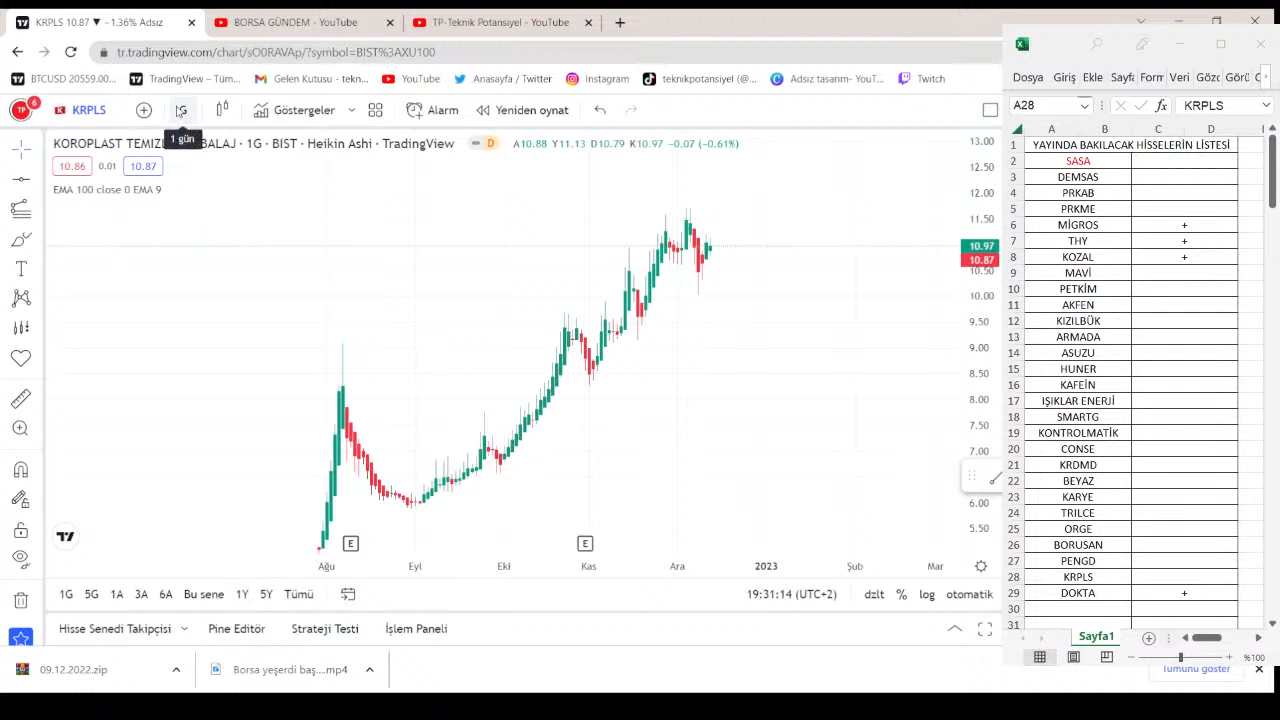 KRPLS 10.87 ▼ −1.36% Adsız
BORSA GÜNDEM - YouTube
TP-Teknik Potansiyel - YouTube
tr.tradingview.com/chart/sO0RAVAp/?symbol=BIST%3AXU100
BTCUSD 20559.00...
TradingView – Tüm...
Gelen Kutusu - tekn...
YouTube
Anasayfa / Twitter
Instagram
teknikpotansiyel (@...
Adsız tasarım- YouT...
Twitch
TP
6
KRPLS
G
Göstergeler
Alarm
Yeniden oynat
1 gün
KOROPLAST TEMİZL BALAJ · 1G · BIST · Heikin Ashi · TradingView
D
A10.88 Y11.13 D10.79 K10.97 −0.07 (−0.61%)
10.86
0.01
10.87
EMA 100 close 0 EMA 9
13.00
12.50
12.00
11.50
10.97
10.87
10.50
10.00
9.50
9.00
8.50
8.00
7.50
7.00
6.00
5.50
E
E
Ağu
Eyl
Eki
Kas
Ara
2023
Şub
Mar
1G
5G
1A
3A
6A
Bu sene
1Y
5Y
Tümü
19:31:14 (UTC+2)
dzlt
%
log
otomatik
Hisse Senedi Takipçisi
Pine Editör
Strateji Testi
İşlem Paneli
09.12.2022.zip
Borsa yeşerdi baş....mp4
Tümünü göster
Dosya
Giriş
Ekle
Sayfa
Form
Veri
Gözd
Görü
A28
fx
KRPLS
A
B
C
D
1 YAYINDA BAKILACAK HİSSELERİN LİSTESİ
2 SASA
3 DEMSAS
4 PRKAB
5 PRKME
6 MİGROS +
7 THY +
8 KOZAL +
9 MAVİ
10 PETKİM
11 AKFEN
12 KIZILBÜK
13 ARMADA
14 ASUZU
15 HUNER
16 KAFEİN
17 IŞIKLAR ENERJİ
18 SMARTG
19 KONTROLMATİK
20 CONSE
21 KRDMD
22 BEYAZ
23 KARYE
24 TRILCE
25 ORGE
26 BORUSAN
27 PENGD
28 KRPLS
29 DOKTA +
30
31
Sayfa1
%100